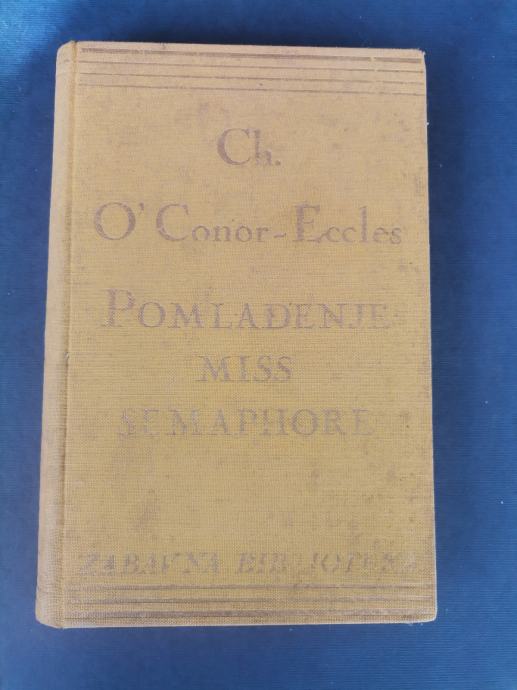 Ch.
O'Conor-Eccles
POMLAĐENJE
MISS
SEMAPHORE
ZABAVNA BIBLIOTEKA